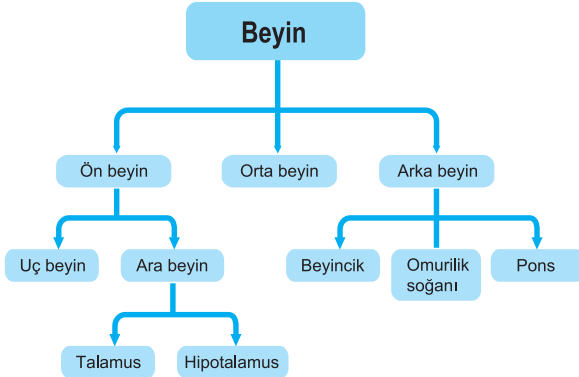 Beyin
Ön beyin
Orta beyin
Arka beyin
Uç beyin
Ara beyin
Beyincik
Omurilik
soğanı
Pons
Talamus
Hipotalamus